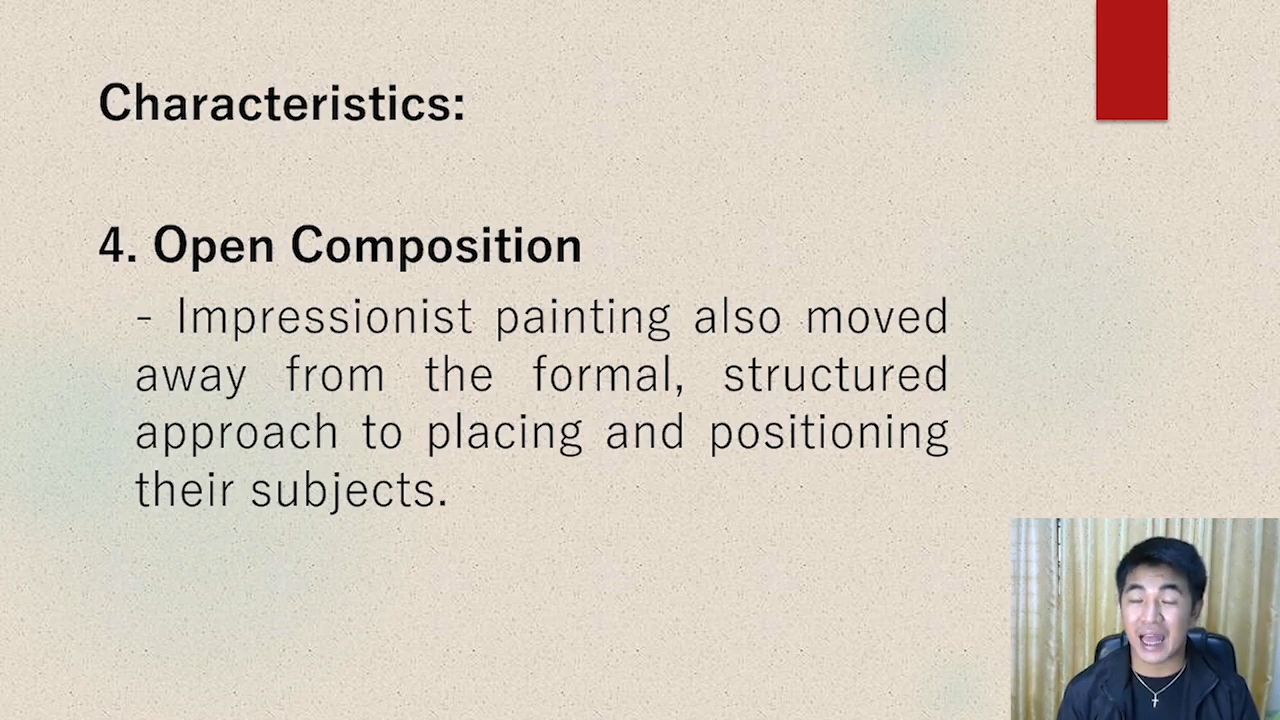 Characteristics:
4. Open Composition
- Impressionist painting also moved
away from the formal, structured
approach to placing and positioning
their subjects.